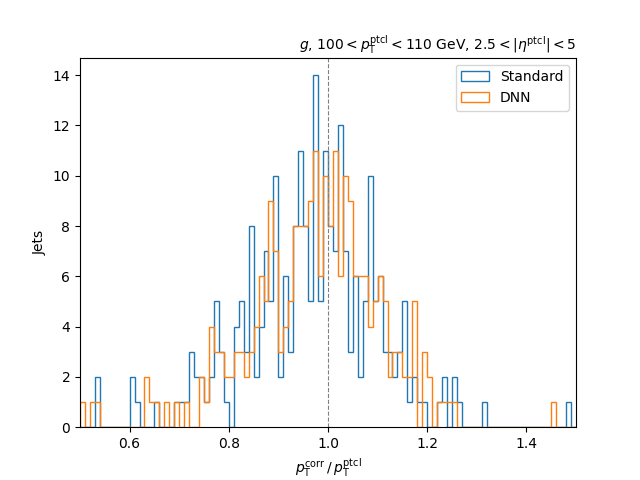 g, 100 < p_T^ptcl < 110 GeV, 2.5 < |η^ptcl| < 5
Standard
DNN
Jets
14
12
10
8
6
4
2
0
0.6 0.8 1.0 1.2 1.4
p_T^corr / p_T^ptcl